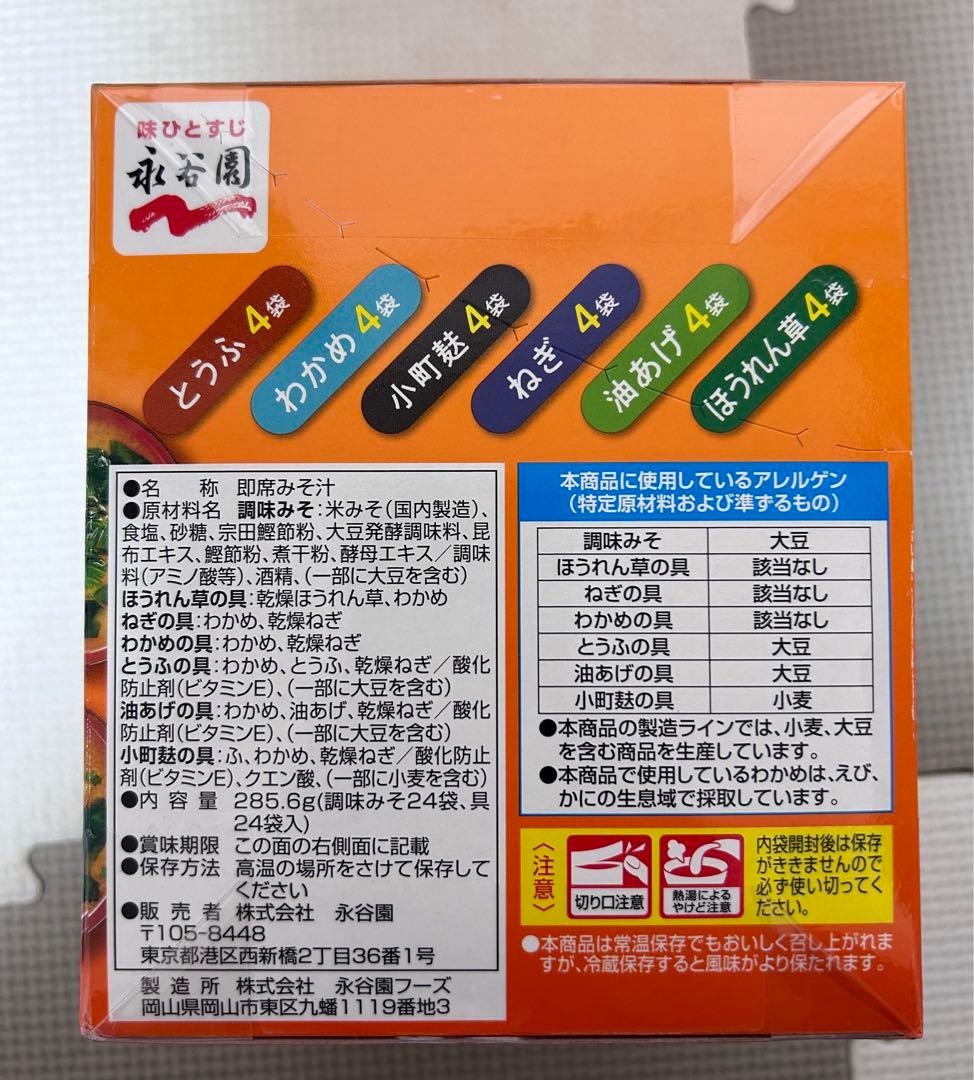 味ひとすじ
永谷園
とうふ4袋
わかめ4袋
小町麩4袋
ねぎ4袋
油あげ4袋
ほうれん草4袋
●名　称　即席みそ汁
●原材料名　調味みそ:米みそ(国内製造)、
食塩、砂糖、宗田鰹節粉、大豆発酵調味料、昆
布エキス、鰹節粉、煮干粉、酵母エキス／調味
料(アミノ酸等)、酒精、(一部に大豆を含む)
ほうれん草の具:乾燥ほうれん草、わかめ
ねぎの具:わかめ、乾燥ねぎ
わかめの具:わかめ、乾燥ねぎ
とうふの具:わかめ、とうふ、乾燥ねぎ／酸化
防止剤(ビタミンE)、(一部に大豆を含む)
油あげの具:わかめ、油あげ、乾燥ねぎ／酸化
防止剤(ビタミンE)、(一部に大豆を含む)
小町麩の具:ふ、わかめ、乾燥ねぎ／酸化防止
剤(ビタミンE)、クエン酸、(一部に小麦を含む)
●内容量　285.6g(調味みそ24袋、具
24袋入)
●賞味期限　この面の右側面に記載
●保存方法　高温の場所をさけて保存して
ください
●販売者　株式会社　永谷園
〒105-8448
東京都港区西新橋2丁目36番1号
製造所　株式会社　永谷園フーズ
岡山県岡山市東区九蟠1119番地3
本商品に使用しているアレルゲン
(特定原材料および準ずるもの)
調味みそ　大豆
ほうれん草の具　該当なし
ねぎの具　該当なし
わかめの具　該当なし
とうふの具　大豆
油あげの具　大豆
小町麩の具　小麦
●本商品の製造ラインでは、小麦、大豆
を含む商品を生産しています。
●本商品で使用しているわかめは、えび、
かにの生息域で採取しています。
〈注意〉
切り口注意
熱湯による
やけど注意
内袋開封後は保存
がききませんので
必ず使い切ってく
ださい。
●本商品は常温保存でもおいしく召し上がれま
すが、冷蔵保存すると風味がより保たれます。